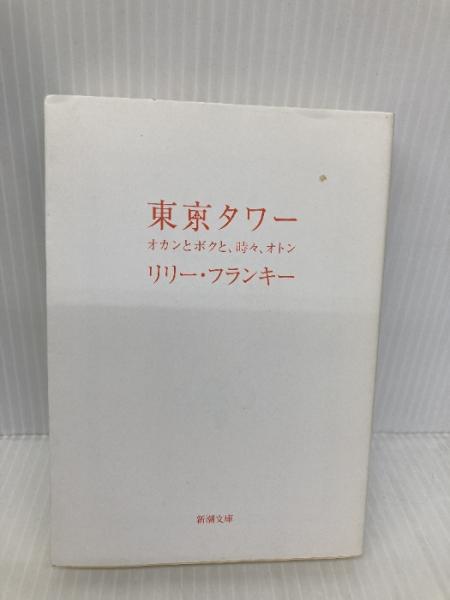 東京タワー
オカンとボクと、時々、オトン
リリー・フランキー
新潮文庫